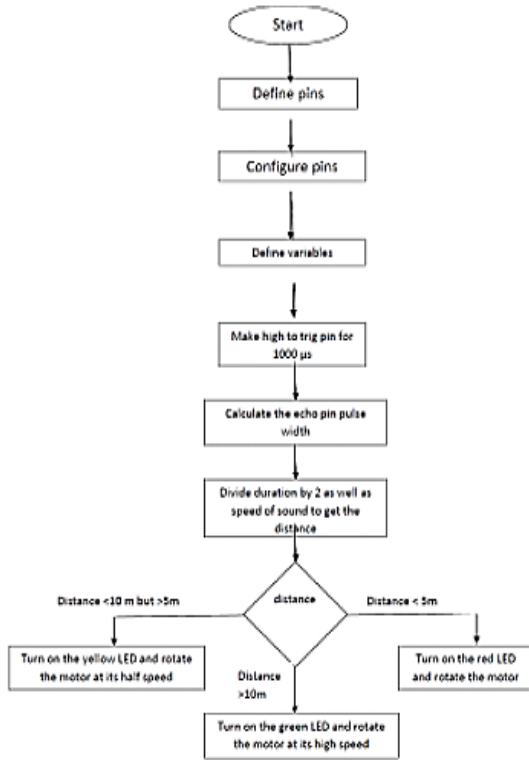 Start
Define pins
Configure pins
Define variables
Make high to trig pin for
1000 µs
Calculate the echo pin pulse
width
Divide duration by 2 as well as
speed of sound to get the
distance
distance
Distance <10 m but >5m
Distance < 5m
Turn on the yellow LED and rotate
the motor at its half speed
Distance
>10m
Turn on the red LED
and rotate the motor
Turn on the green LED and rotate
the motor at its high speed